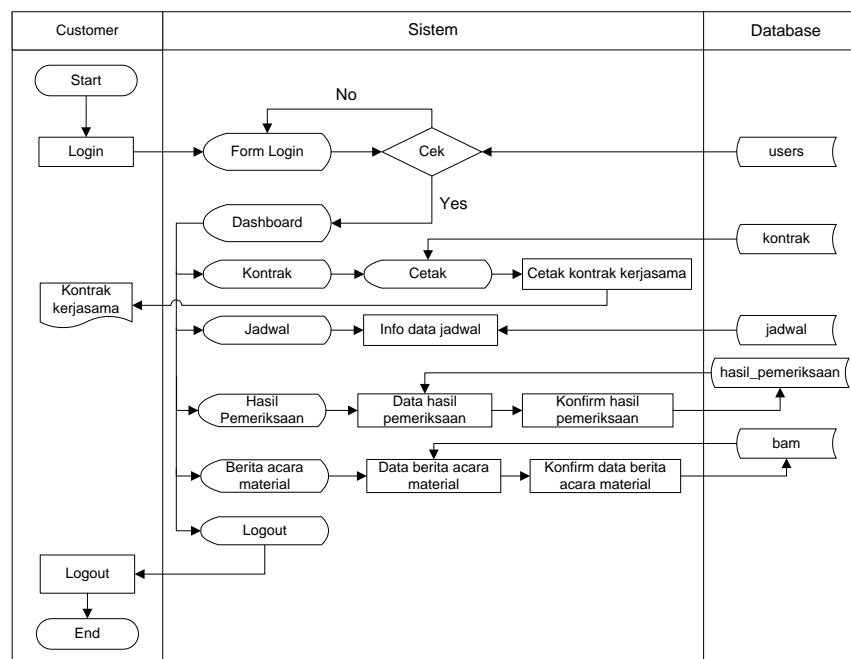 Customer
Sistem
Database
Start
No
Login
Form Login
Cek
users
Yes
Dashboard
kontrak
Kontrak
Cetak
Cetak kontrak kerjasama
Kontrak
kerjasama
Jadwal
Info data jadwal
jadwal
hasil_pemeriksaan
Hasil
Pemeriksaan
Data hasil
pemeriksaan
Konfirm hasil
pemeriksaan
bam
Berita acara
material
Data berita acara
material
Konfirm data berita
acara material
Logout
Logout
End